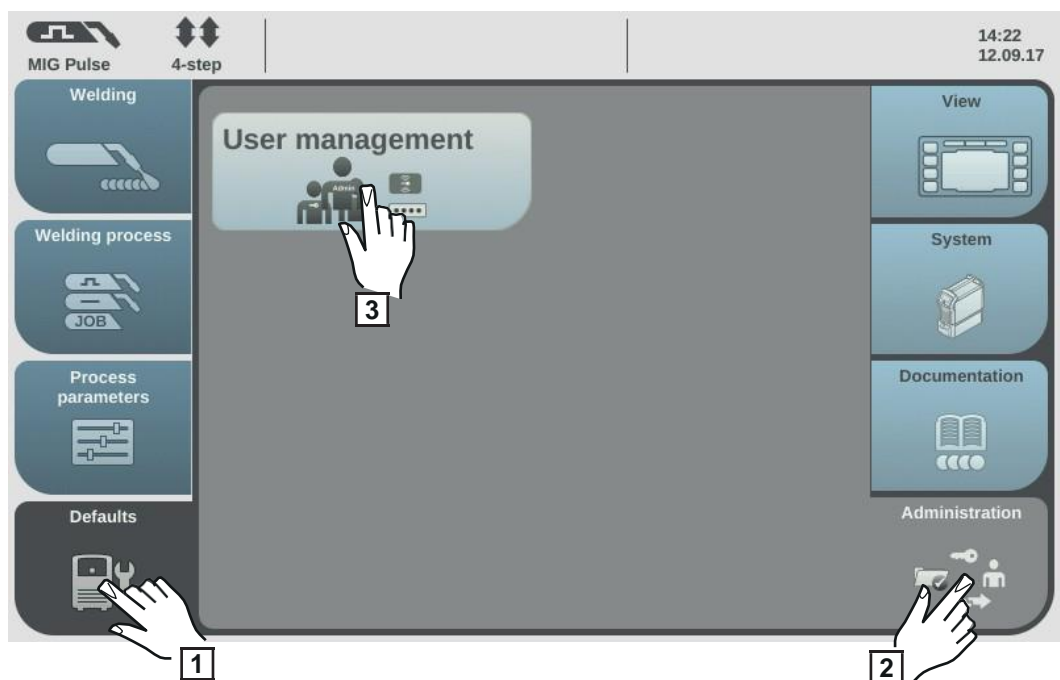 MIG Pulse
4-step
14:22
12.09.17
Welding
Welding process
JOB
Process
parameters
Defaults
User management
Admin
View
System
Documentation
Administration
1
2
3